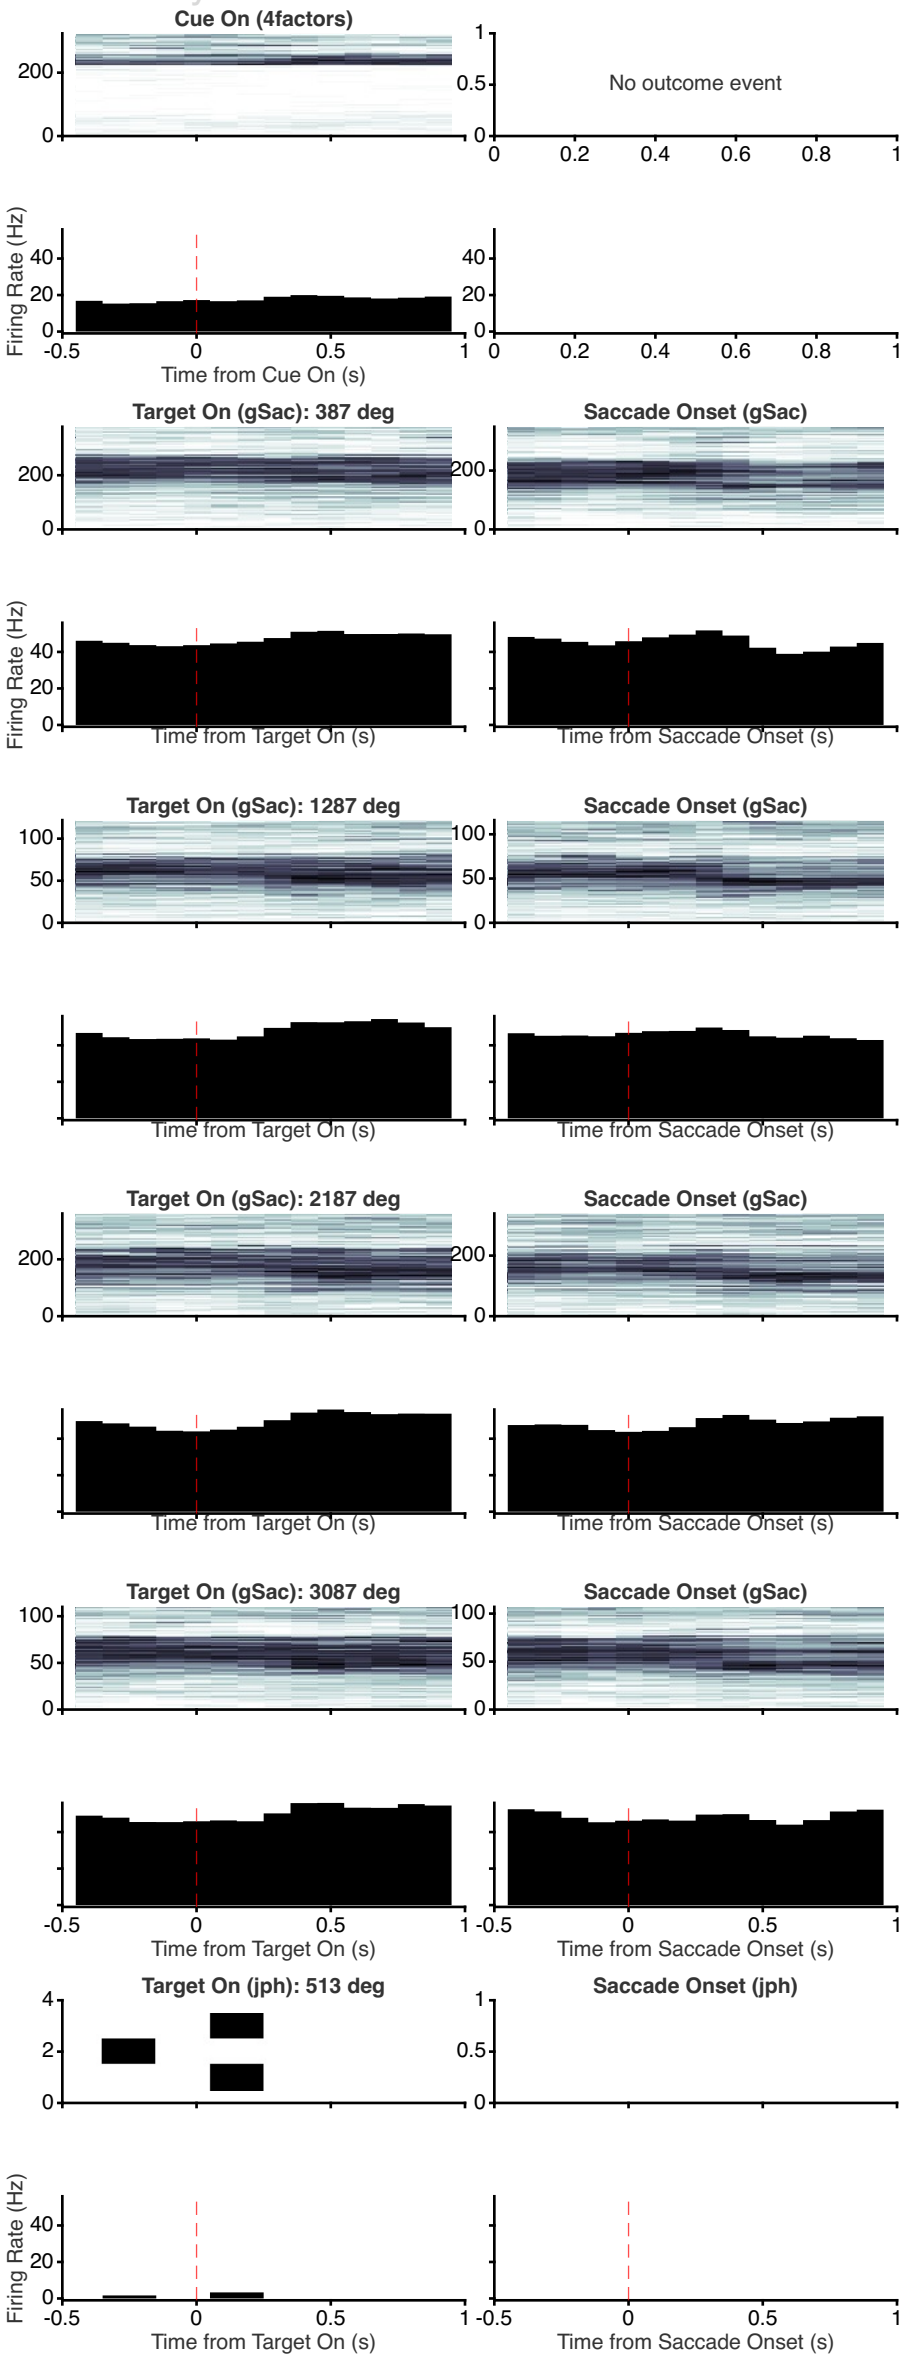 Cue On (4factors)
200
0
1
0.5
0
No outcome event
0 0.2 0.4 0.6 0.8 1
Firing Rate (Hz)
40
20
0
-0.5 0 0.5 1
Time from Cue On (s)
40
20
0
0 0.2 0.4 0.6 0.8 1
Target On (gSac): 387 deg
200
0
Saccade Onset (gSac)
200
0
Firing Rate (Hz)
40
20
0
Time from Target On (s)
Time from Saccade Onset (s)
Target On (gSac): 1287 deg
100
50
0
Saccade Onset (gSac)
100
50
0
Time from Target On (s)
Time from Saccade Onset (s)
Target On (gSac): 2187 deg
200
0
Saccade Onset (gSac)
200
0
Time from Target On (s)
Time from Saccade Onset (s)
Target On (gSac): 3087 deg
100
50
0
Saccade Onset (gSac)
100
50
0
-0.5 0 0.5 1
Time from Target On (s)
-0.5 0 0.5 1
Time from Saccade Onset (s)
Target On (jph): 513 deg
4
2
0
Saccade Onset (jph)
1
0.5
0
Firing Rate (Hz)
40
20
0
-0.5 0 0.5 1
Time from Target On (s)
-0.5 0 0.5 1
Time from Saccade Onset (s)